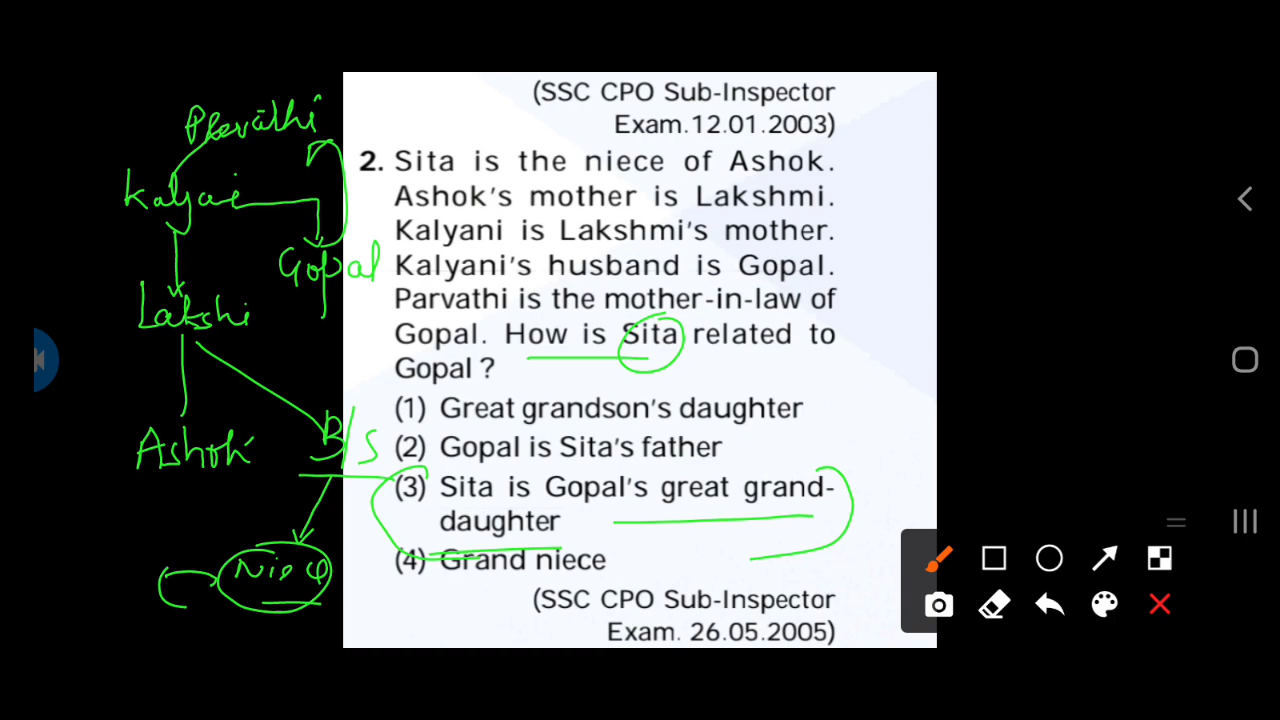 (SSC CPO Sub-Inspector
Exam.12.01.2003)
2. Sita is the niece of Ashok.
Ashok's mother is Lakshmi.
Kalyani is Lakshmi's mother.
Kalyani's husband is Gopal.
Parvathi is the mother-in-law of
Gopal. How is Sita related to
Gopal ?
(1) Great grandson's daughter
(2) Gopal is Sita's father
(3) Sita is Gopal's great grand-
daughter
(4) Grand niece
(SSC CPO Sub-Inspector
Exam. 26.05.2005)
Gopal
Lakshi
Ashok
B/S